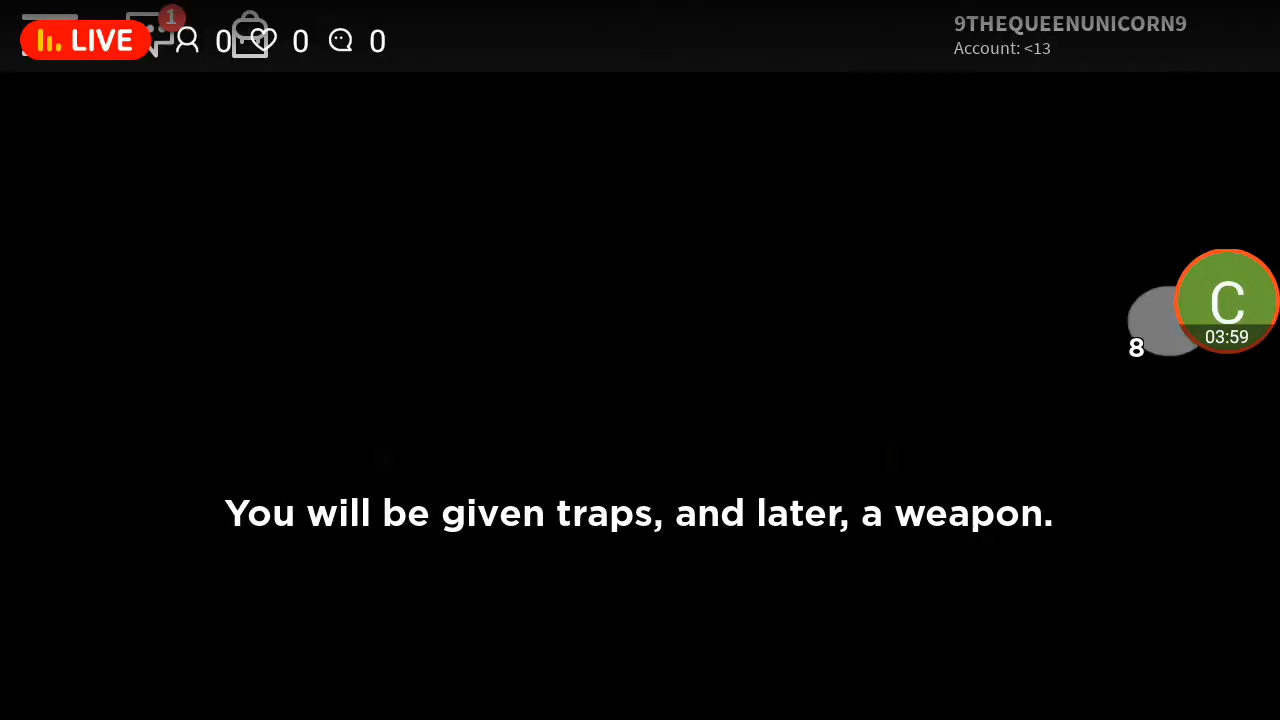 1
LIVE 0 0 0
9THEQUEENUNICORN9
Account: <13
C
03:59
8
You will be given traps, and later, a weapon.